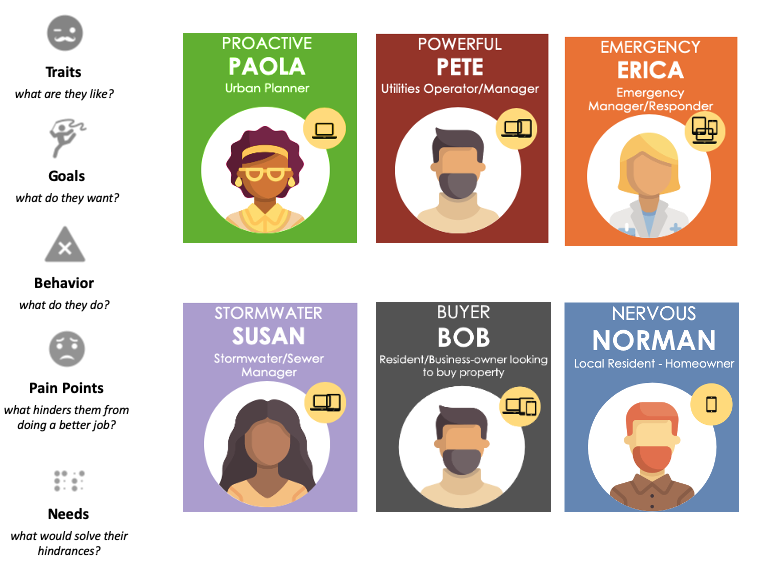 Traits
what are they like?
Goals
what do they want?
Behavior
what do they do?
Pain Points
what hinders them from
doing a better job?
Needs
what would solve their
hindrances?
PROACTIVE
PAOLA
Urban Planner
POWERFUL
PETE
Utilities Operator/Manager
EMERGENCY
ERICA
Emergency
Manager/Responder
STORMWATER
SUSAN
Stormwater/Sewer
Manager
BUYER
BOB
Resident/Business-owner looking
to buy property
NERVOUS
NORMAN
Local Resident - Homeowner